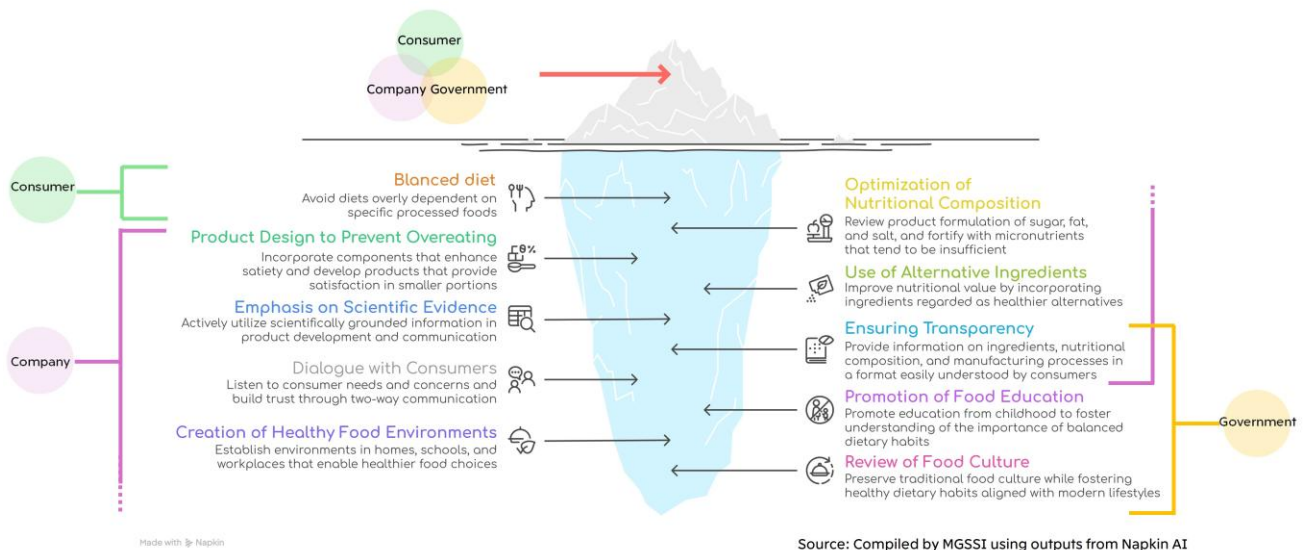 Consumer
Company Government
Consumer
Blanced diet
Avoid diets overly dependent on
specific processed foods
Product Design to Prevent Overeating
Incorporate components that enhance
satiety and develop products that provide
satisfaction in smaller portions
Emphasis on Scientific Evidence
Actively utilize scientifically grounded information in
product development and communication
Company
Dialogue with Consumers
Listen to consumer needs and concerns and
build trust through two-way communication
Creation of Healthy Food Environments
Establish environments in homes, schools, and
workplaces that enable healthier food choices
0%
Optimization of
Nutritional Composition
Review product formulation of sugar, fat,
and salt, and fortify with micronutrients
that tend to be insufficient
Use of Alternative Ingredients
Improve nutritional value by incorporating
ingredients regarded as healthier alternatives
Ensuring Transparency
Provide information on ingredients, nutritional
composition, and manufacturing processes in
a format easily understood by consumers
Promotion of Food Education
Promote education from childhood to foster
understanding of the importance of balanced
dietary habits
Government
Review of Food Culture
Preserve traditional food culture while fostering
healthy dietary habits aligned with modern lifestyles
Made with Napkin
Source: Compiled by MGSSI using outputs from Napkin AI